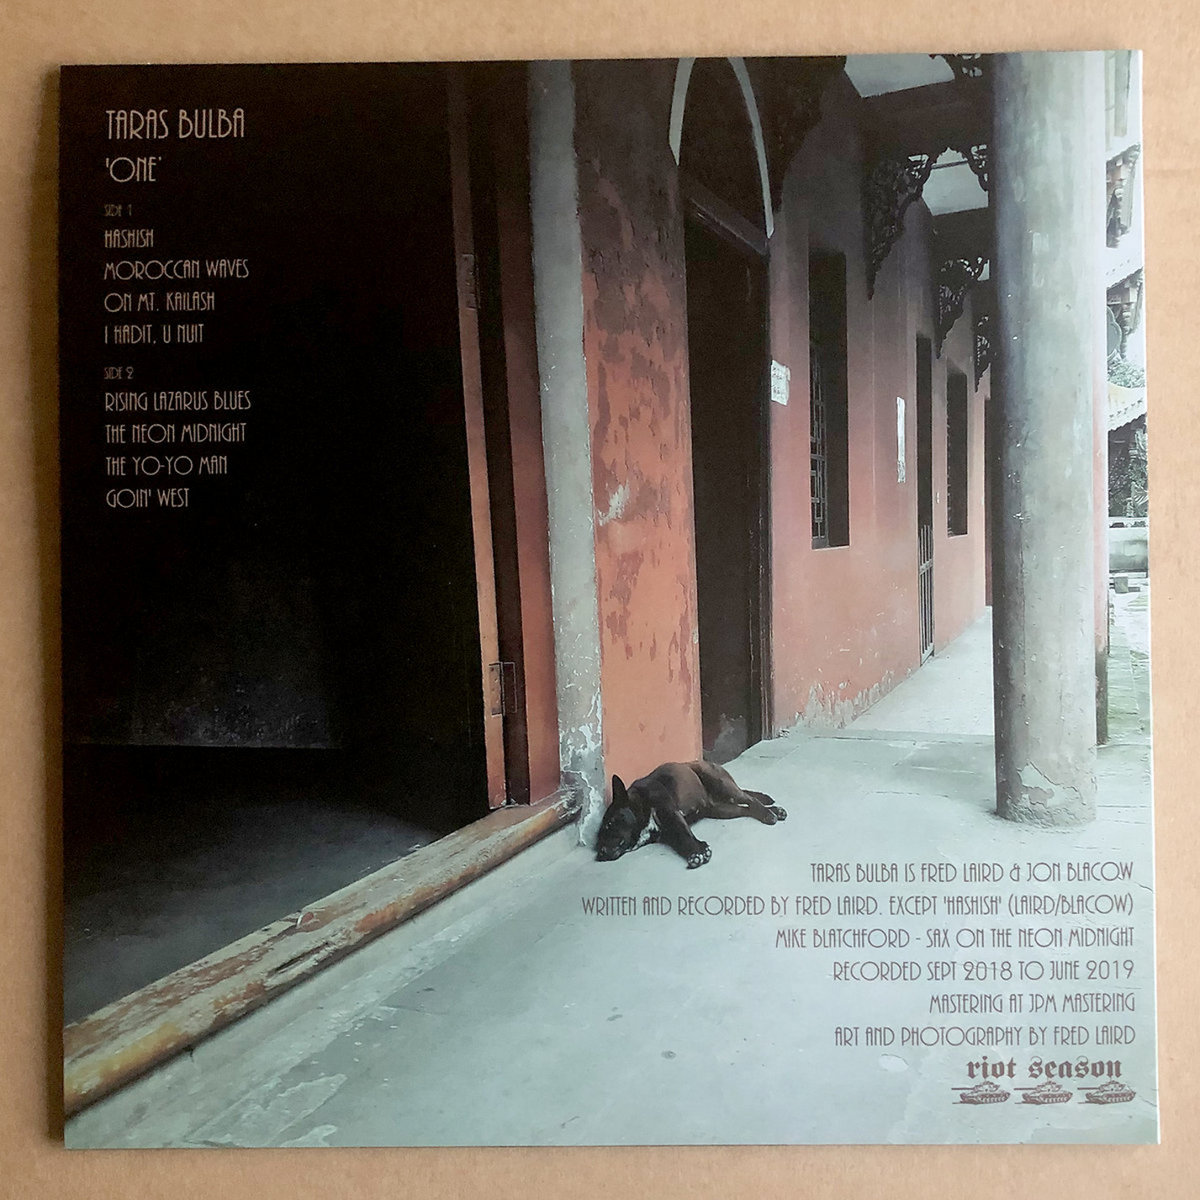 TARAS BULBA
'ONE'
SIDE 1
HASHISH
MOROCCAN WAVES
ON MT. KAILASH
I HADIT, U NUIT
SIDE 2
RISING LAZARUS BLUES
THE NEON MIDNIGHT
THE YO-YO MAN
GOIN' WEST
TARAS BULBA IS FRED LAIRD & JON BLACOW
WRITTEN AND RECORDED BY FRED LAIRD. EXCEPT 'HASHISH' (LAIRD/BLACOW)
MIKE BLATCHFORD - SAX ON THE NEON MIDNIGHT
RECORDED SEPT 2018 TO JUNE 2019
MASTERING AT JPM MASTERING
ART AND PHOTOGRAPHY BY FRED LAIRD
riot season